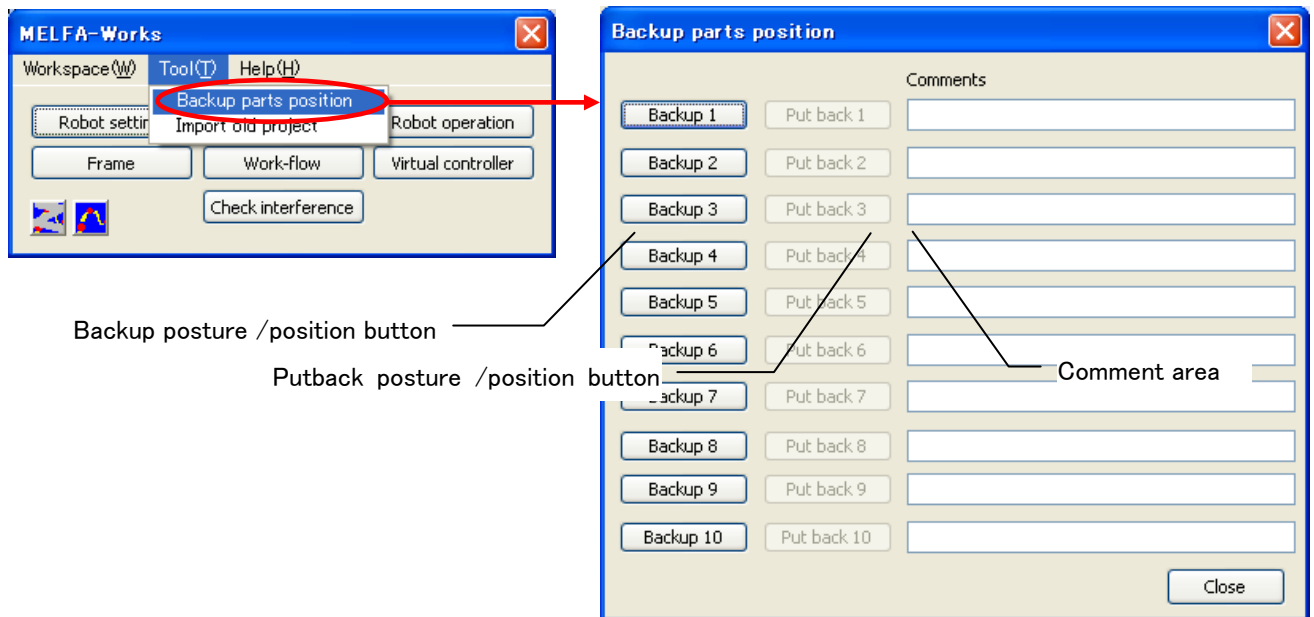 MELFA-Works
Workspace(W) Tool(T) Help(H)
Backup parts position
Import old project
Robot settin
Robot operation
Frame
Work-flow
Virtual controller
Check interference
Backup parts position
Comments
Backup 1 Put back 1
Backup 2 Put back 2
Backup 3 Put back 3
Backup 4 Put back 4
Backup 5 Put back 5
Backup 6 Put back 6
Backup 7 Put back 7
Backup 8 Put back 8
Backup 9 Put back 9
Backup 10 Put back 10
Close
Backup posture /position button
Putback posture /position button
Comment area